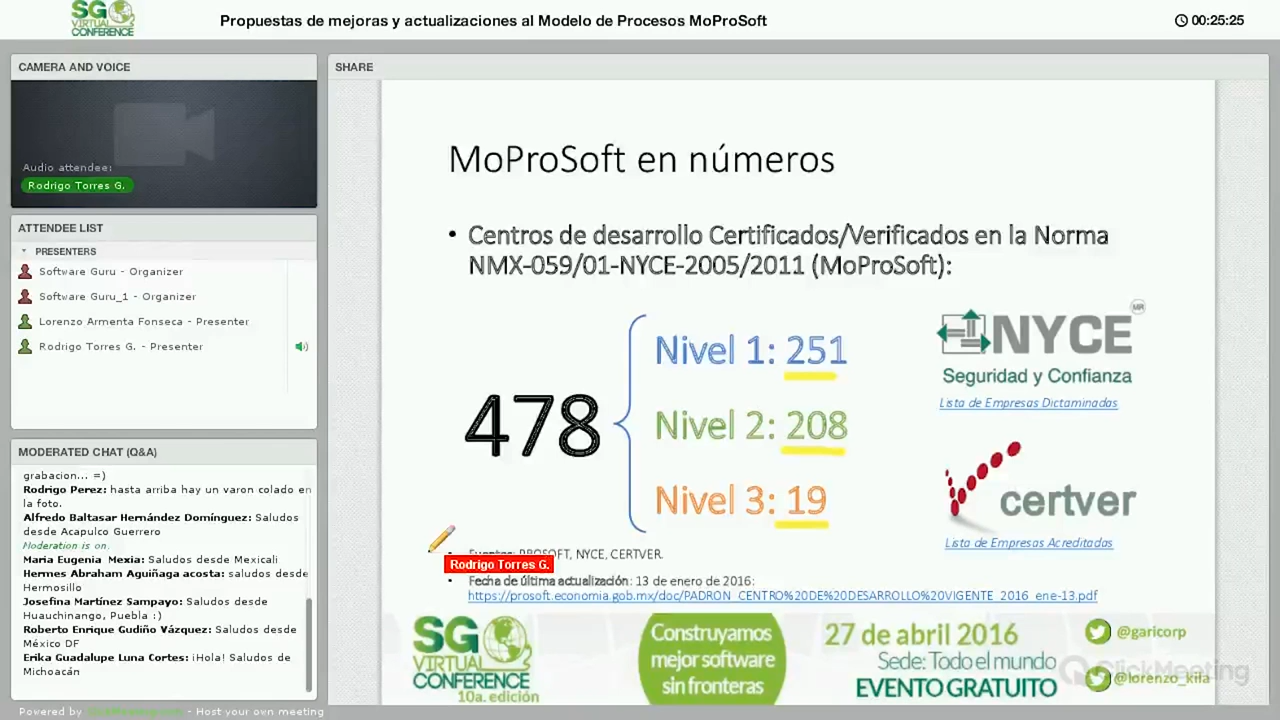 SG
VIRTUAL
CONFERENCE
Propuestas de mejoras y actualizaciones al Modelo de Procesos MoProSoft
00:25:25
CAMERA AND VOICE
Audio attendee:
Rodrigo Torres G.
ATTENDEE LIST
PRESENTERS
Software Guru - Organizer
Software Guru_1 - Organizer
Lorenzo Armenta Fonseca - Presenter
Rodrigo Torres G. - Presenter
MODERATED CHAT (Q&A)
grabacion... =)
Rodrigo Perez: hasta arriba hay un varon colado en
la foto.
Alfredo Baltasar Hernández Domínguez: Saludos
desde Acapulco Guerrero
Moderation is on.
Maria Eugenia Mexia: Saludos desde Mexicali
Hermes Abraham Aguiñaga acosta: saludos desde
Hermosillo
Josefina Martínez Sampayo: Saludos desde
Huauchinango, Puebla :)
Roberto Enrique Gudiño Vázquez: Saludos desde
México DF
Erika Guadalupe Luna Cortes: ¡Hola! Saludos de
Michoacán
Powered by ClickMeeting.com - Host your own meeting
SHARE
MoProSoft en números
• Centros de desarrollo Certificados/Verificados en la Norma
NMX-059/01-NYCE-2005/2011 (MoProSoft):
478
Nivel 1: 251
Nivel 2: 208
Nivel 3: 19
NYCE MR
Seguridad y Confianza
Lista de Empresas Dictaminadas
certver
Lista de Empresas Acreditadas
• Fuentes: PROSOFT, NYCE, CERTVER.
Rodrigo Torres G.
• Fecha de última actualización: 13 de enero de 2016:
https://prosoft.economia.gob.mx/doc/PADRON_CENTRO%20DE%20DESARROLLO%20VIGENTE_2016_ene-13.pdf
SG
VIRTUAL
CONFERENCE
10a. edición
Construyamos
mejor software
sin fronteras
27 de abril 2016
Sede: Todo el mundo
EVENTO GRATUITO
@garicorp
@lorenzo_xila
ClickMeeting